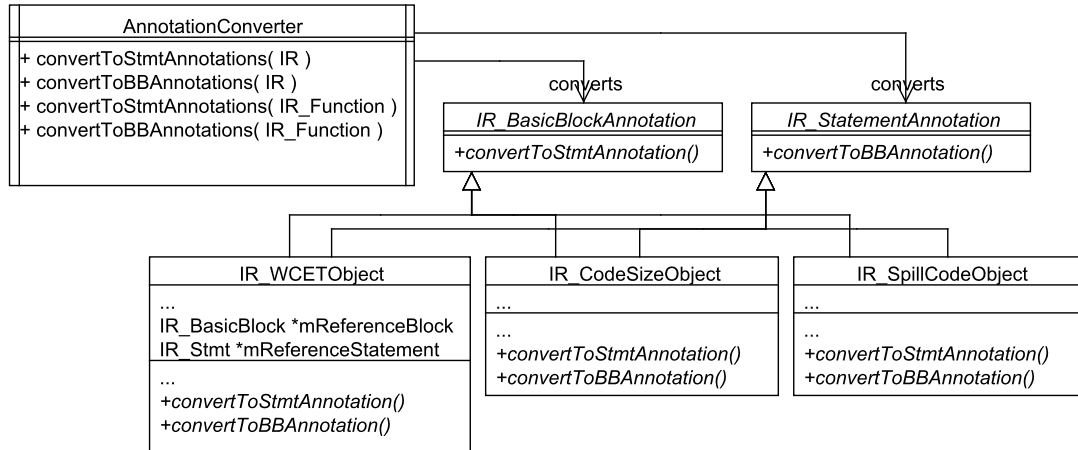 AnnotationConverter
+ convertToStmtAnnotations( IR )
+ convertToBBAnnotations( IR )
+ convertToStmtAnnotations( IR_Function )
+ convertToBBAnnotations( IR_Function )
converts
converts
IR_BasicBlockAnnotation
+convertToStmtAnnotation()
IR_StatementAnnotation
+convertToBBAnnotation()
IR_WCETObject
...
IR_BasicBlock *mReferenceBlock
IR_Stmt *mReferenceStatement
...
+convertToStmtAnnotation()
+convertToBBAnnotation()
IR_CodeSizeObject
...
...
+convertToStmtAnnotation()
+convertToBBAnnotation()
IR_SpillCodeObject
...
...
+convertToStmtAnnotation()
+convertToBBAnnotation()